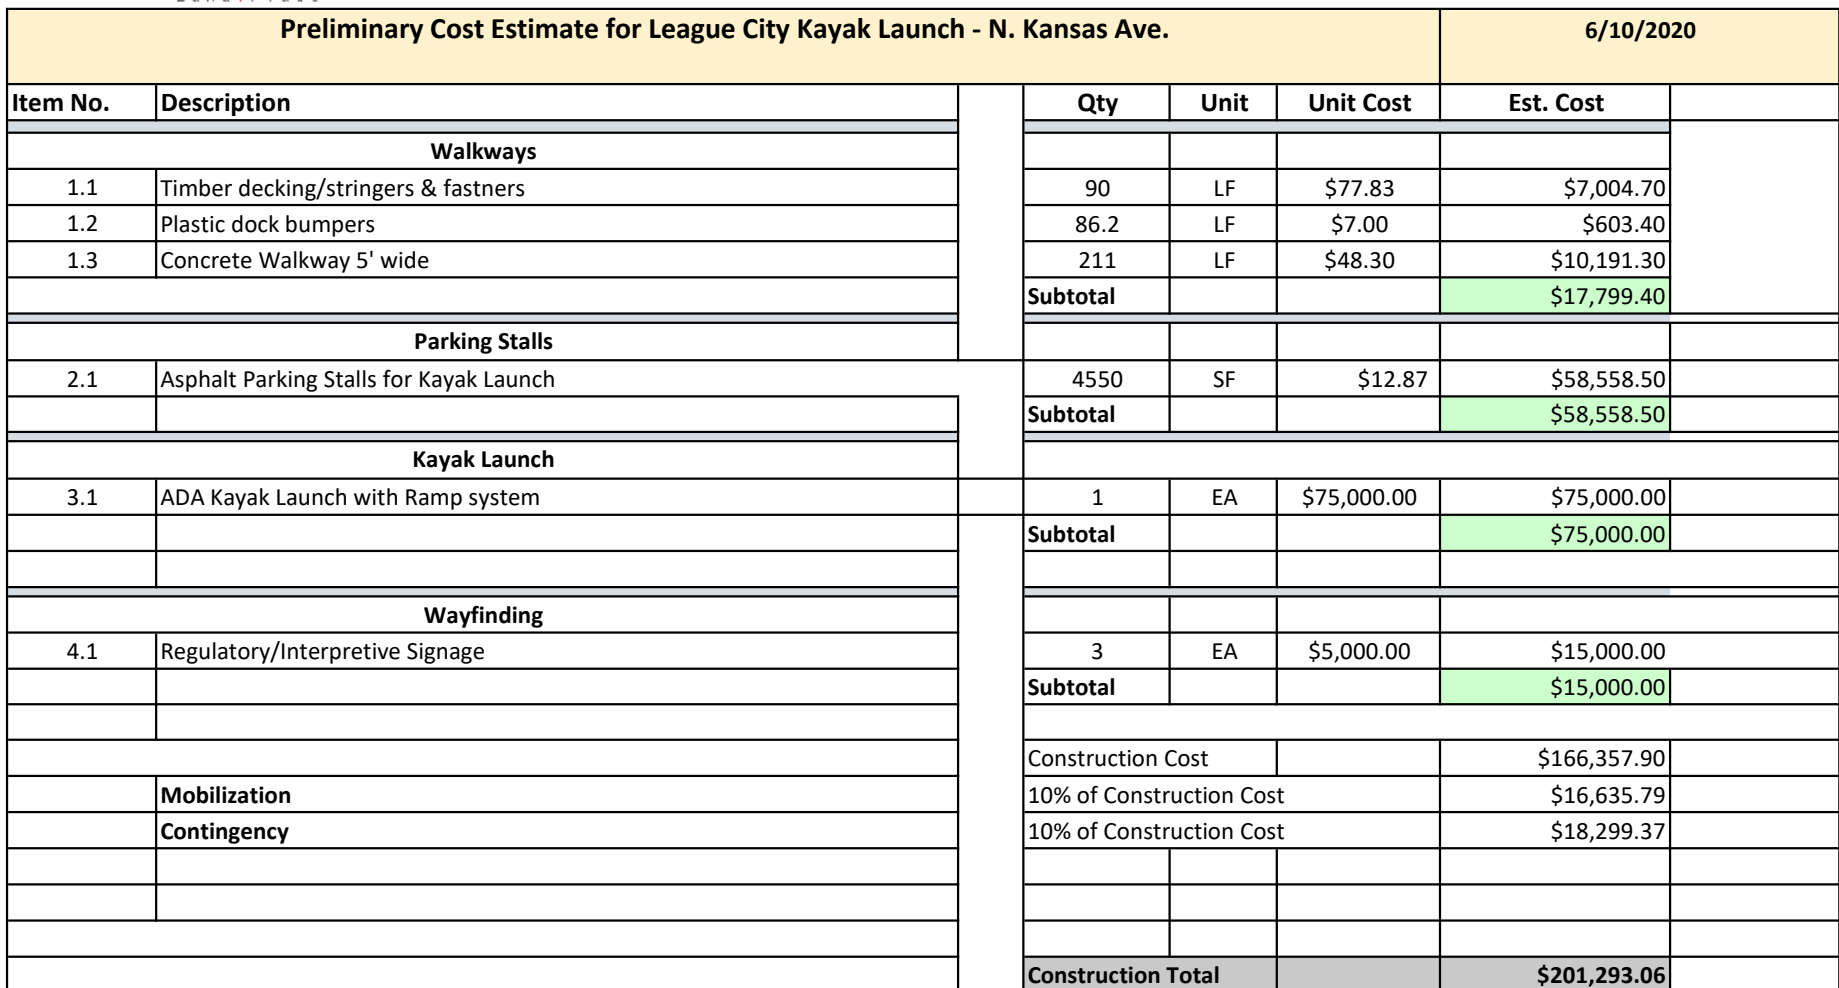 Preliminary Cost Estimate for League City Kayak Launch - N. Kansas Ave. 6/10/2020
Item No. Description Qty Unit Unit Cost Est. Cost
Walkways
1.1 Timber decking/stringers & fastners 90 LF $77.83 $7,004.70
1.2 Plastic dock bumpers 86.2 LF $7.00 $603.40
1.3 Concrete Walkway 5' wide 211 LF $48.30 $10,191.30
Subtotal $17,799.40
Parking Stalls
2.1 Asphalt Parking Stalls for Kayak Launch 4550 SF $12.87 $58,558.50
Subtotal $58,558.50
Kayak Launch
3.1 ADA Kayak Launch with Ramp system 1 EA $75,000.00 $75,000.00
Subtotal $75,000.00
Wayfinding
4.1 Regulatory/Interpretive Signage 3 EA $5,000.00 $15,000.00
Subtotal $15,000.00
Construction Cost $166,357.90
Mobilization 10% of Construction Cost $16,635.79
Contingency 10% of Construction Cost $18,299.37
Construction Total $201,293.06